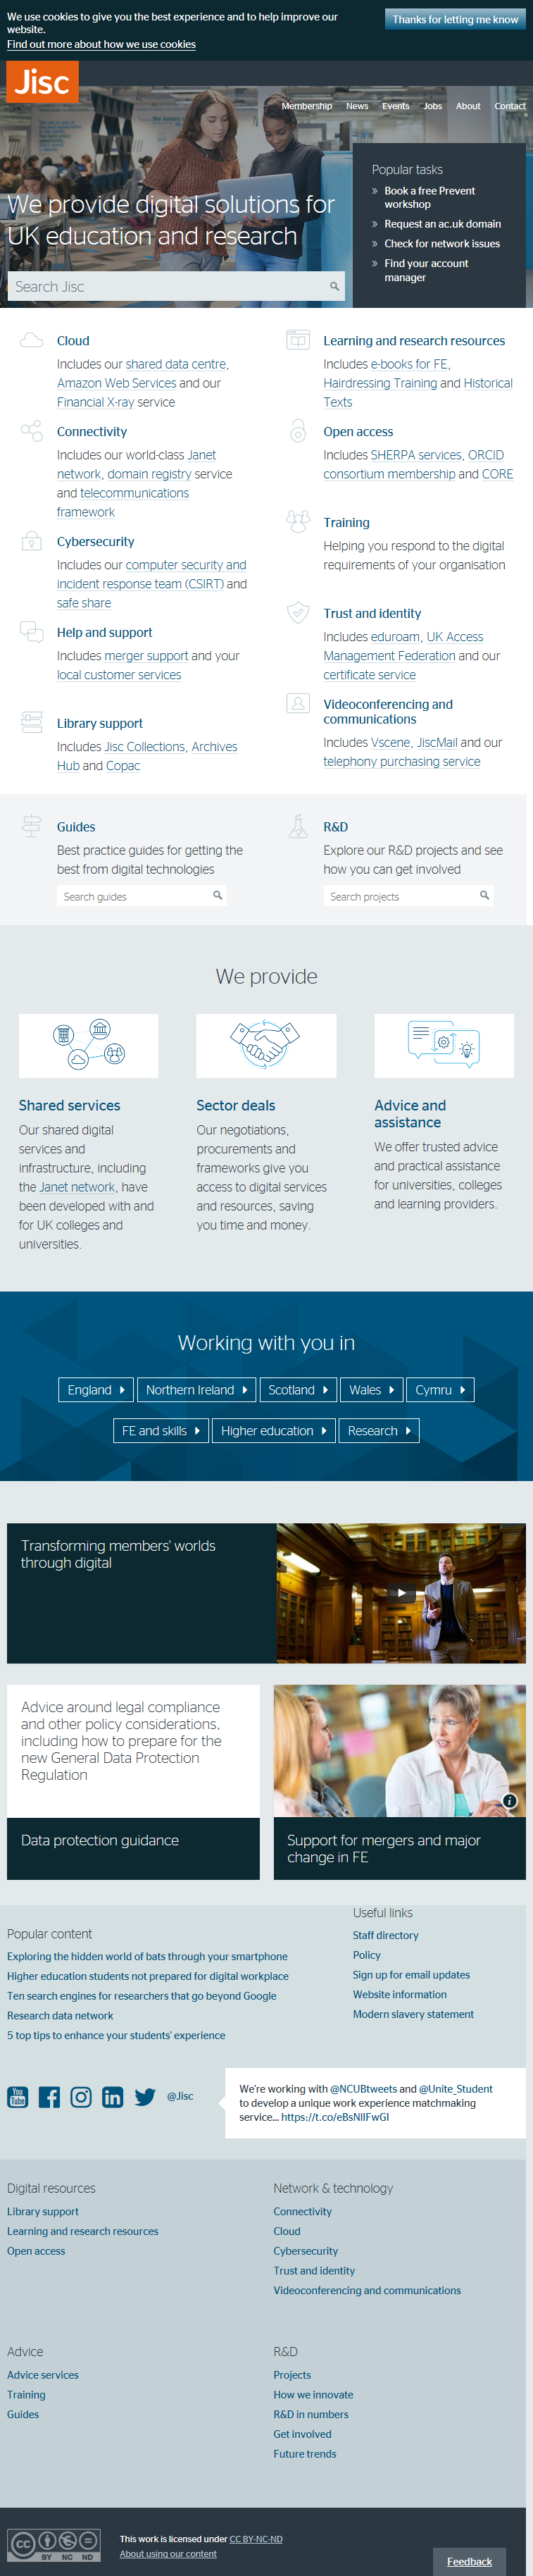 We use cookies to give you the best experience and to help improve our
website.
Find out more about how we use cookies
Thanks for letting me know
Jisc
Membership News Events Jobs About Contact
We provide digital solutions for
UK education and research
Search Jisc
Popular tasks
» Book a free Prevent
workshop
» Request an ac.uk domain
» Check for network issues
» Find your account
manager
Cloud
Includes our shared data centre,
Amazon Web Services and our
Financial X-ray service
Connectivity
Includes our world-class Janet
network, domain registry service
and telecommunications
framework
Cybersecurity
Includes our computer security and
incident response team (CSIRT) and
safe share
Help and support
Includes merger support and your
local customer services
Library support
Includes Jisc Collections, Archives
Hub and Copac
Learning and research resources
Includes e-books for FE,
Hairdressing Training and Historical
Texts
Open access
Includes SHERPA services, ORCID
consortium membership and CORE
Training
Helping you respond to the digital
requirements of your organisation
Trust and identity
Includes eduroam, UK Access
Management Federation and our
certificate service
Videoconferencing and
communications
Includes Vscene, JiscMail and our
telephony purchasing service
Guides
Best practice guides for getting the
best from digital technologies
Search guides
R&D
Explore our R&D projects and see
how you can get involved
Search projects
We provide
Shared services
Our shared digital
services and
infrastructure, including
the Janet network, have
been developed with and
for UK colleges and
universities.
Sector deals
Our negotiations,
procurements and
frameworks give you
access to digital services
and resources, saving
you time and money.
Advice and
assistance
We offer trusted advice
and practical assistance
for universities, colleges
and learning providers.
Working with you in
England Northern Ireland Scotland Wales Cymru
FE and skills Higher education Research
Transforming members' worlds
through digital
Advice around legal compliance
and other policy considerations,
including how to prepare for the
new General Data Protection
Regulation
Data protection guidance
Support for mergers and major
change in FE
Popular content
Exploring the hidden world of bats through your smartphone
Higher education students not prepared for digital workplace
Ten search engines for researchers that go beyond Google
Research data network
5 top tips to enhance your students' experience
Useful links
Staff directory
Policy
Sign up for email updates
Website information
Modern slavery statement
You Tube
@Jisc
We're working with @NCUBtweets and @Unite_Student
to develop a unique work experience matchmaking
service... https://t.co/eBsNlIFwGI
Digital resources
Library support
Learning and research resources
Open access
Network & technology
Connectivity
Cloud
Cybersecurity
Trust and identity
Videoconferencing and communications
Advice
Advice services
Training
Guides
R&D
Projects
How we innovate
R&D in numbers
Get involved
Future trends
CC BY NC ND
This work is licensed under CC BY-NC-ND
About using our content
Feedback